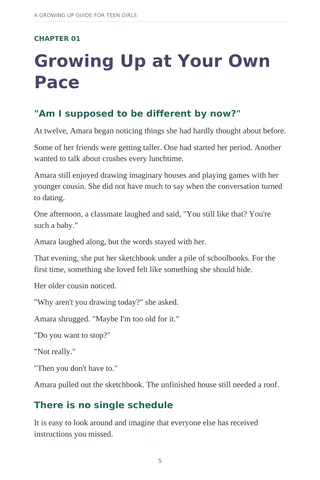 A GROWING UP GUIDE FOR TEEN GIRLS
CHAPTER 01
Growing Up at Your Own
Pace
"Am I supposed to be different by now?"
At twelve, Amara began noticing things she had hardly thought about before.
Some of her friends were getting taller. One had started her period. Another
wanted to talk about crushes every lunchtime.
Amara still enjoyed drawing imaginary houses and playing games with her
younger cousin. She did not have much to say when the conversation turned
to dating.
One afternoon, a classmate laughed and said, "You still like that? You're
such a baby."
Amara laughed along, but the words stayed with her.
That evening, she put her sketchbook under a pile of schoolbooks. For the
first time, something she loved felt like something she should hide.
Her older cousin noticed.
"Why aren't you drawing today?" she asked.
Amara shrugged. "Maybe I'm too old for it."
"Do you want to stop?"
"Not really."
"Then you don't have to."
Amara pulled out the sketchbook. The unfinished house still needed a roof.
There is no single schedule
It is easy to look around and imagine that everyone else has received
instructions you missed.
5